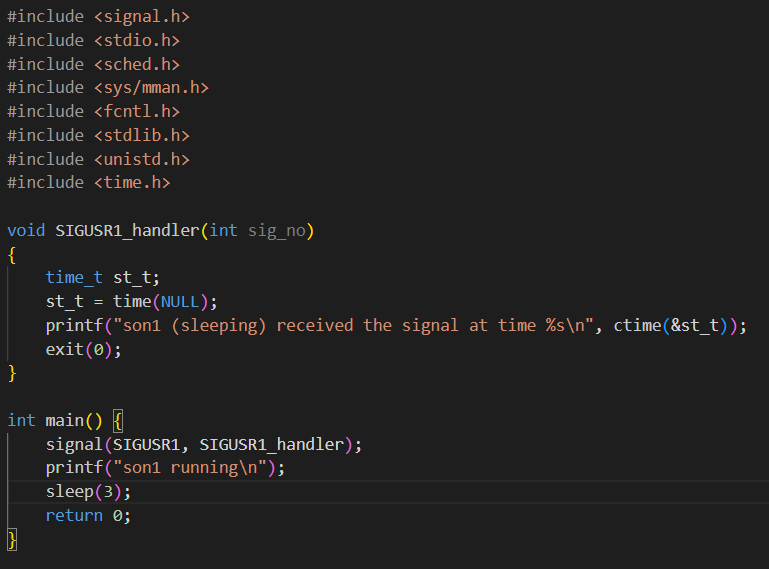 #include <signal.h>
#include <stdio.h>
#include <sched.h>
#include <sys/mman.h>
#include <fcntl.h>
#include <stdlib.h>
#include <unistd.h>
#include <time.h>

void SIGUSR1_handler(int sig_no)
{
    time_t st_t;
    st_t = time(NULL);
    printf("son1 (sleeping) received the signal at time %s\n", ctime(&st_t));
    exit(0);
}

int main() {
    signal(SIGUSR1, SIGUSR1_handler);
    printf("son1 running\n");
    sleep(3);
    return 0;
}